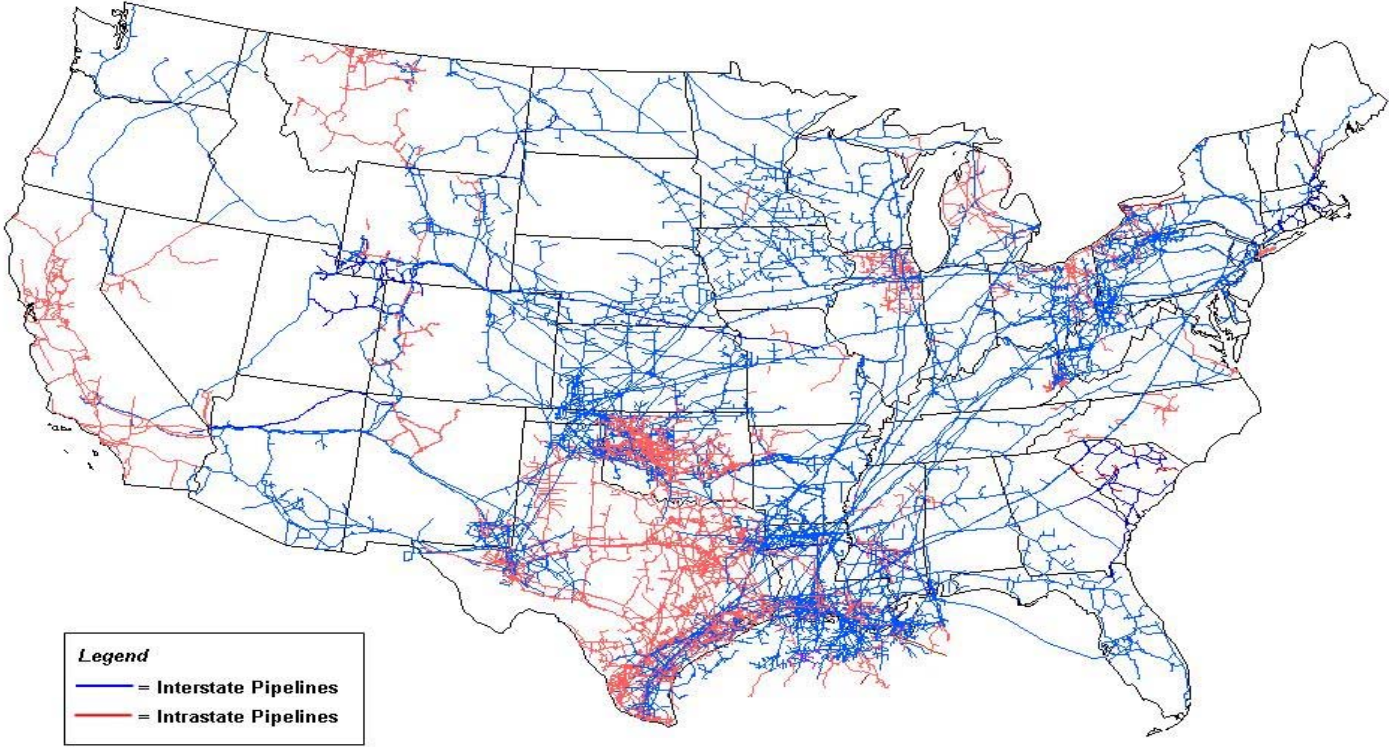 Legend
= Interstate Pipelines
= Intrastate Pipelines